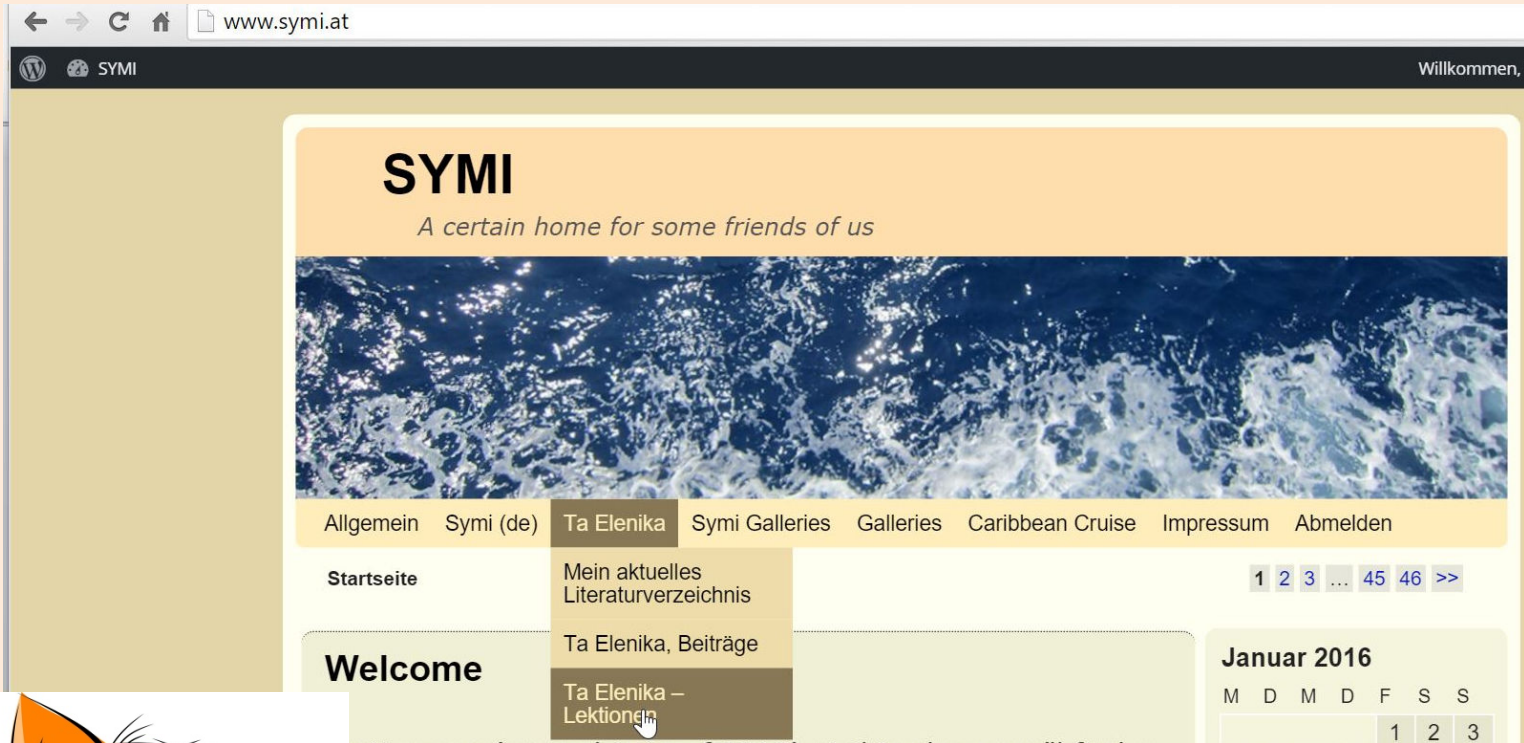 www.symi.at
SYMI
Willkommen,
SYMI
A certain home for some friends of us
Allgemein Symi (de) Ta Elenika Symi Galleries Galleries Caribbean Cruise Impressum Abmelden
Startseite
1 2 3 … 45 46 >>
Mein aktuelles
Literaturverzeichnis
Ta Elenika, Beiträge
Ta Elenika –
Lektionen
Welcome
Januar 2016
M D M D F S S
1 2 3